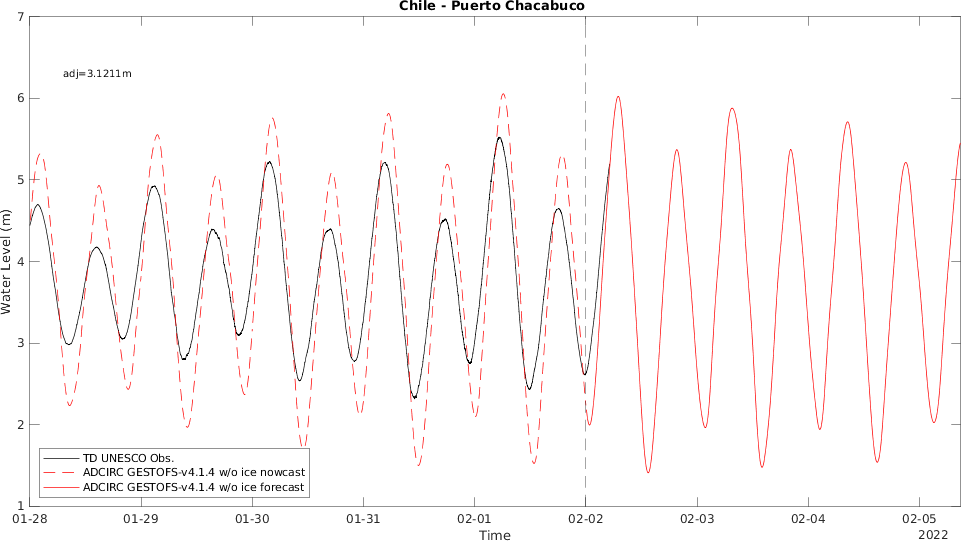 Chile - Puerto Chacabuco
7
adj=3.1211m
6
5
4
3
2
1
Water Level (m)
TD UNESCO Obs.
ADCIRC GESTOFS-v4.1.4 w/o ice nowcast
ADCIRC GESTOFS-v4.1.4 w/o ice forecast
01-28 01-29 01-30 01-31 02-01 02-02 02-03 02-04 02-05
Time
2022